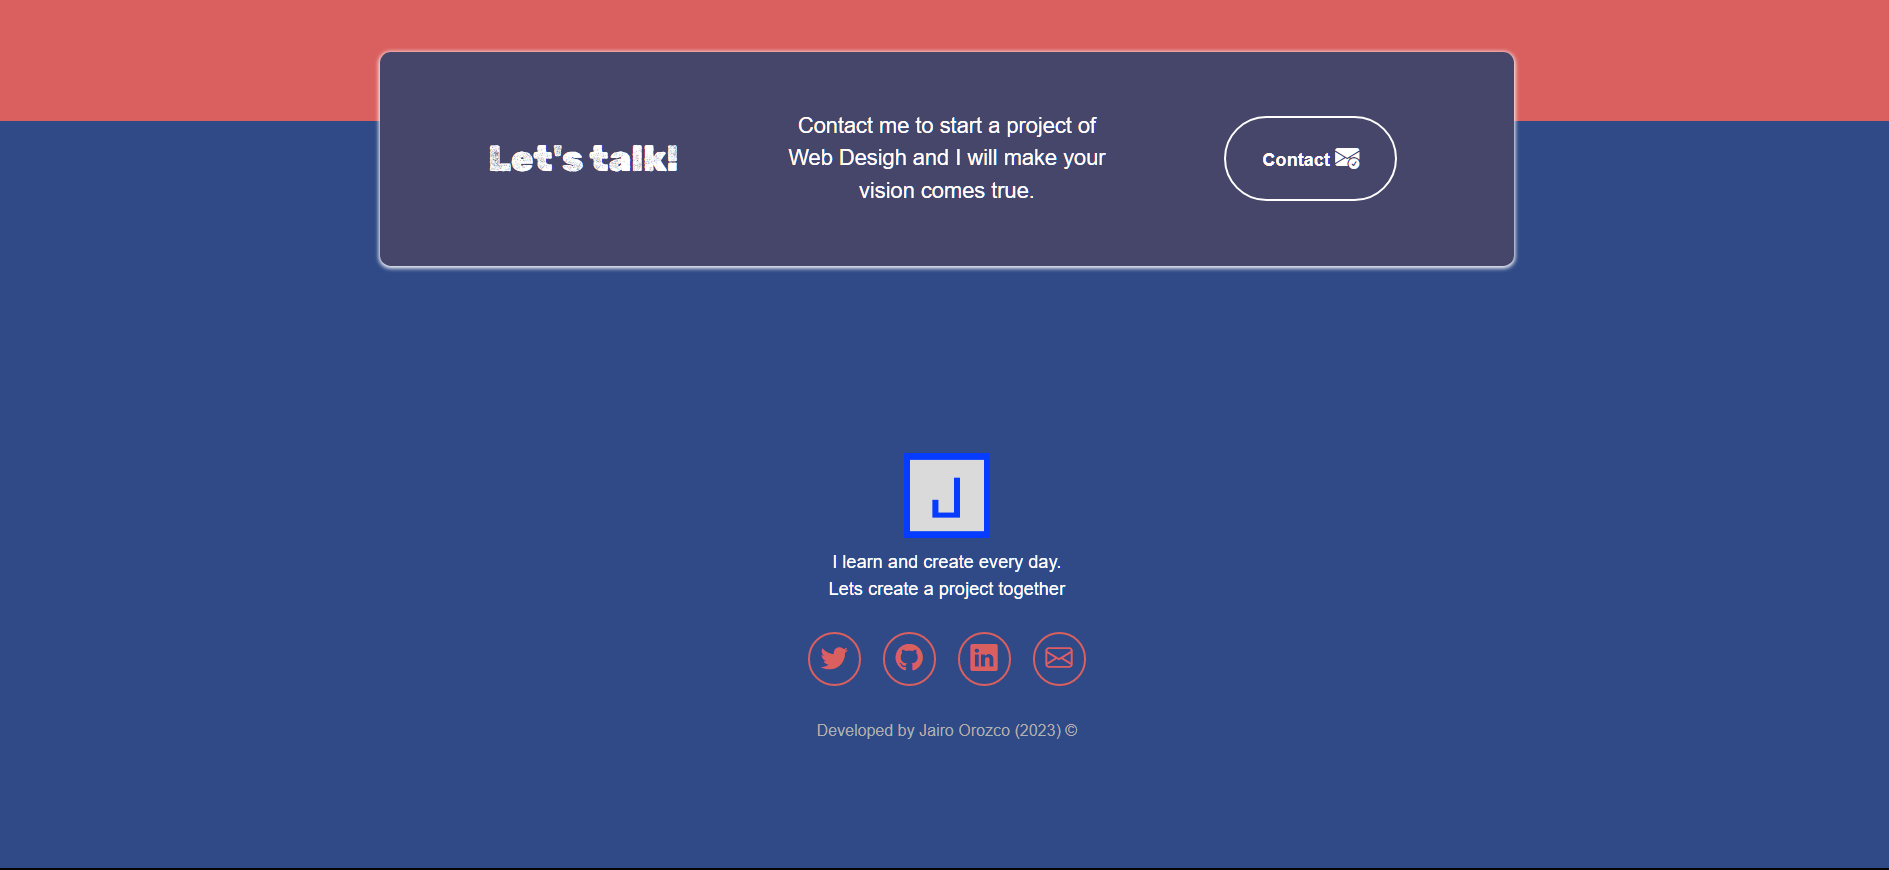 Let's talk!
Contact me to start a project of
Web Desigh and I will make your
vision comes true.
Contact
J
I learn and create every day.
Lets create a project together
in
Developed by Jairo Orozco (2023) ©